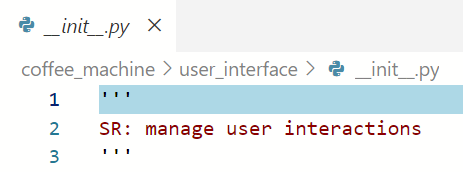 __init__.py ×
coffee_machine > user_interface > __init__.py
1 '''
2 SR: manage user interactions
3 '''